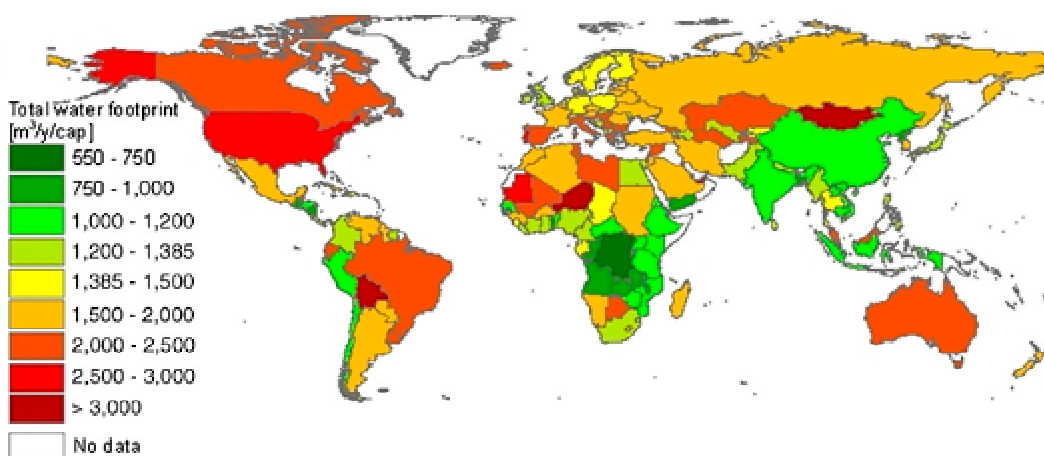 Total water footprint
[m³/y/cap]
550 - 750
750 - 1,000
1,000 - 1,200
1,200 - 1,385
1,385 - 1,500
1,500 - 2,000
2,000 - 2,500
2,500 - 3,000
> 3,000
No data